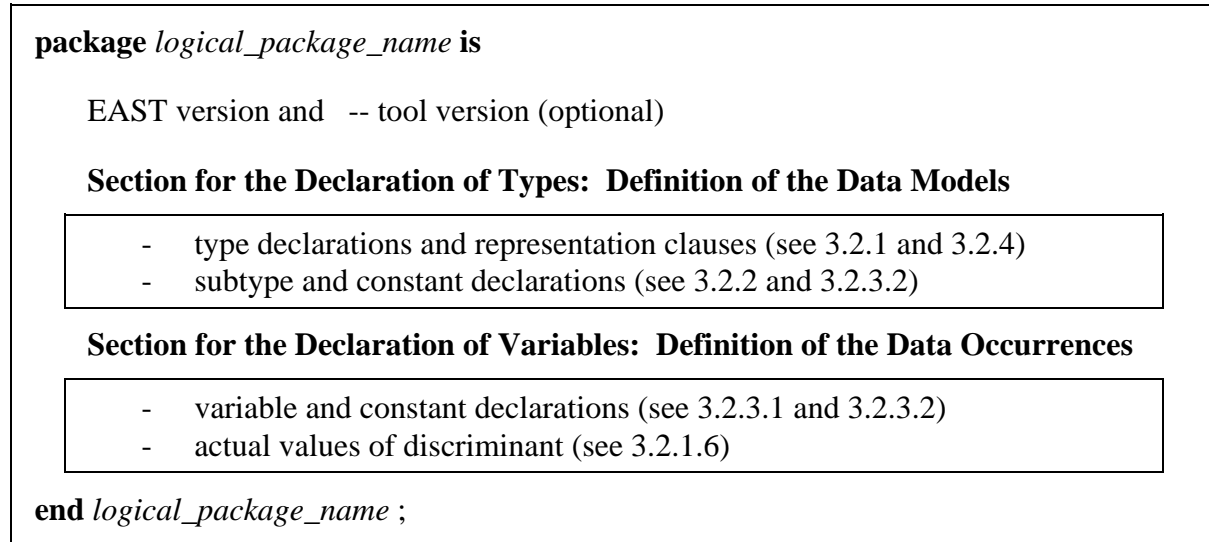 package logical_package_name is
EAST version and -- tool version (optional)
Section for the Declaration of Types: Definition of the Data Models
- type declarations and representation clauses (see 3.2.1 and 3.2.4)
- subtype and constant declarations (see 3.2.2 and 3.2.3.2)
Section for the Declaration of Variables: Definition of the Data Occurrences
- variable and constant declarations (see 3.2.3.1 and 3.2.3.2)
- actual values of discriminant (see 3.2.1.6)
end logical_package_name ;